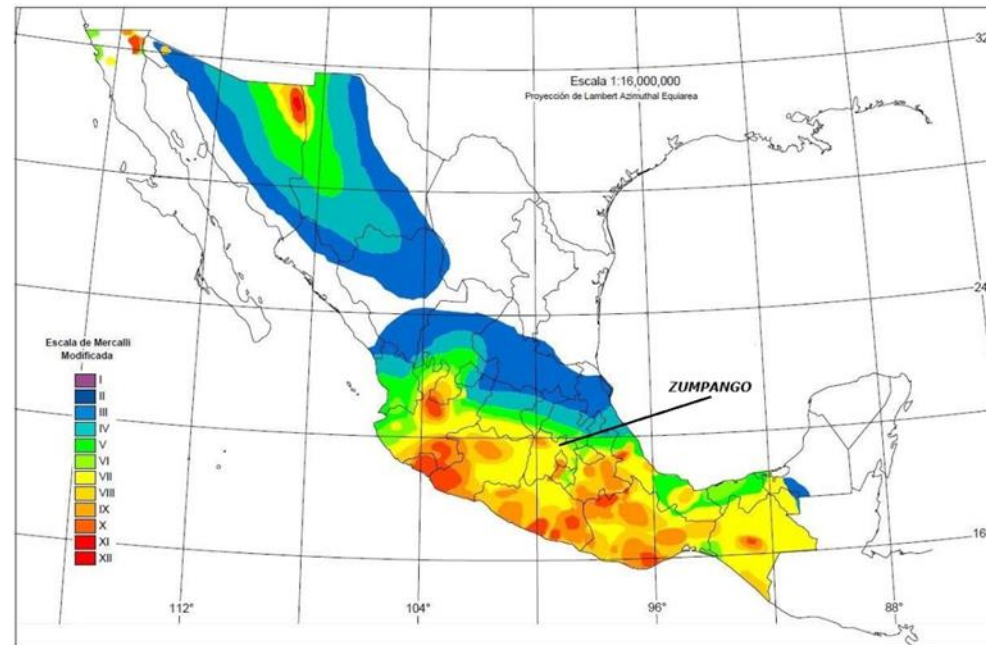 Escala 1:16,000,000
Proyección de Lambert Azimuthal Equiarea
32
24
16
Escala de Mercalli
Modificada
I
II
III
IV
V
VI
VII
VIII
IX
X
XI
XII
ZUMPANGO
112°
104°
96°
88°